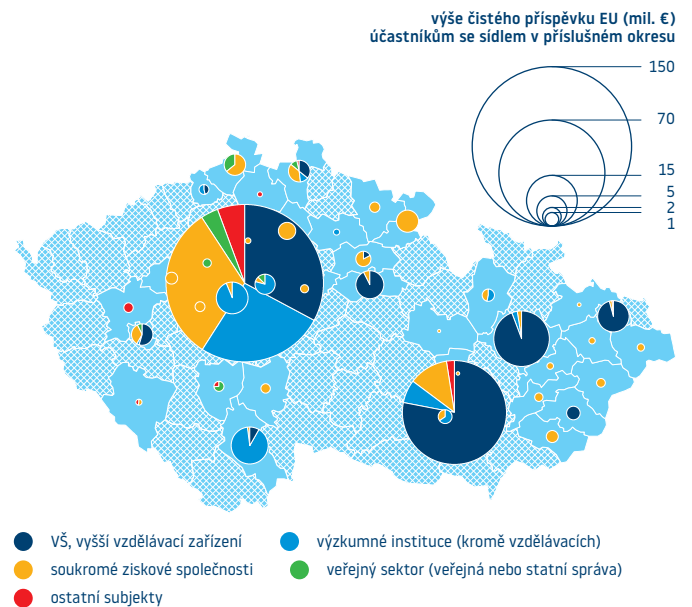 výše čistého příspěvku EU (mil. €)
účastníkům se sídlem v příslušném okresu
150
70
15
5
2
1
VŠ, vyšší vzdělávací zařízení
výzkumné instituce (kromě vzdělávacích)
soukromé ziskové společnosti
veřejný sektor (veřejná nebo statní správa)
ostatní subjekty